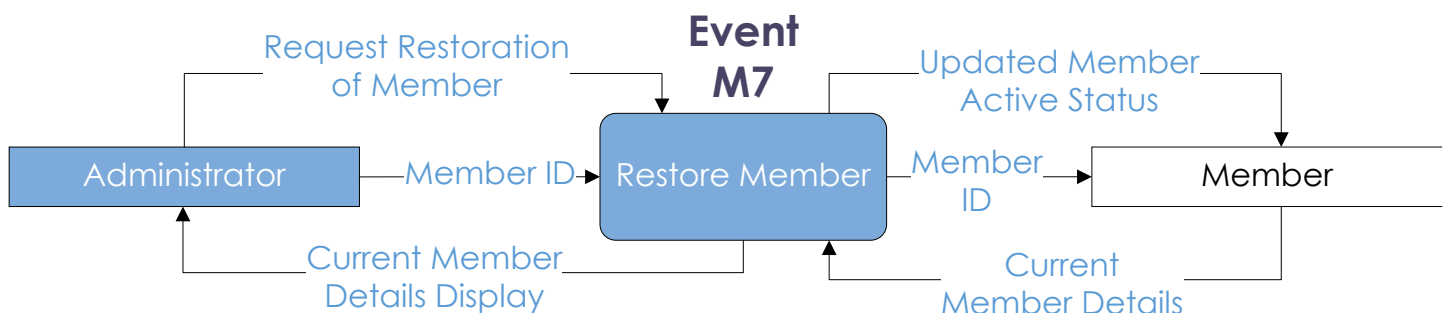 Event
M7
Request Restoration
of Member
Updated Member
Active Status
Administrator
Member ID
Restore Member
Member
ID
Member
Current Member
Details Display
Current
Member Details